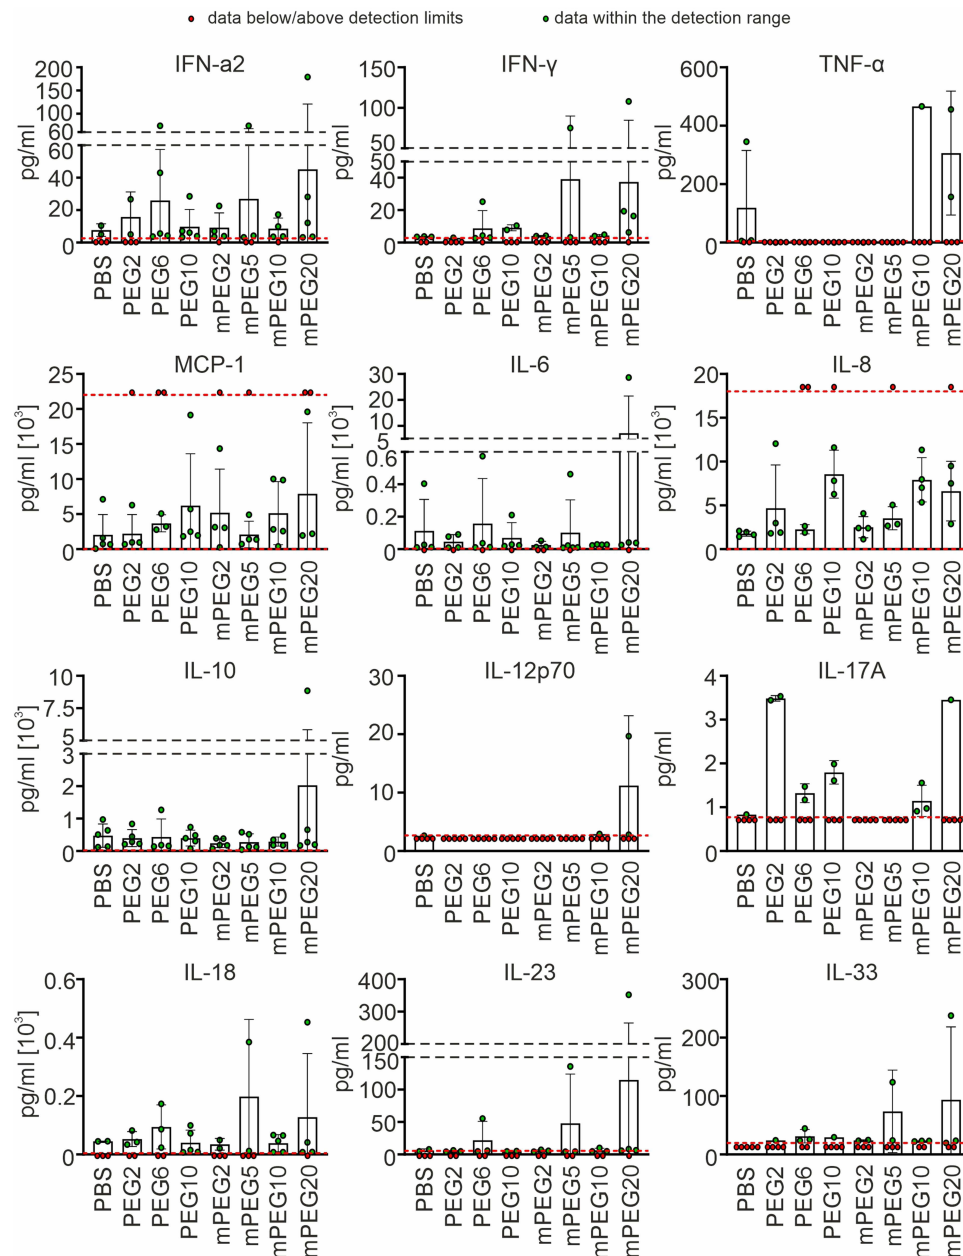 data below/above detection limits data within the detection range
IFN-a2 IFN-γ TNF-α
pg/ml pg/ml pg/ml
200 150 100 60 60 40 20 0
150 100 50 50 40 20 0
600 400 200 0
PBS PEG2 PEG6 PEG10 mPEG2 mPEG5 mPEG10 mPEG20
PBS PEG2 PEG6 PEG10 mPEG2 mPEG5 mPEG10 mPEG20
PBS PEG2 PEG6 PEG10 mPEG2 mPEG5 mPEG10 mPEG20
MCP-1 IL-6 IL-8
pg/ml [10³] pg/ml [10³] pg/ml [10³]
25 20 15 10 5 0
30 20 10 5 0.6 0.4 0.2 0
20 15 10 5 0
PBS PEG2 PEG6 PEG10 mPEG2 mPEG5 mPEG10 mPEG20
PBS PEG2 PEG6 PEG10 mPEG2 mPEG5 mPEG10 mPEG20
PBS PEG2 PEG6 PEG10 mPEG2 mPEG5 mPEG10 mPEG20
IL-10 IL-12p70 IL-17A
pg/ml [10³] pg/ml pg/ml
10 7.5 5 3 2 1 0
30 20 10 0
4 3 2 1 0
PBS PEG2 PEG6 PEG10 mPEG2 mPEG5 mPEG10 mPEG20
PBS PEG2 PEG6 PEG10 mPEG2 mPEG5 mPEG10 mPEG20
PBS PEG2 PEG6 PEG10 mPEG2 mPEG5 mPEG10 mPEG20
IL-18 IL-23 IL-33
pg/ml [10³] pg/ml pg/ml
0.6 0.4 0.2 0
400 300 200 150 100 50 0
300 200 100 0
PBS PEG2 PEG6 PEG10 mPEG2 mPEG5 mPEG10 mPEG20
PBS PEG2 PEG6 PEG10 mPEG2 mPEG5 mPEG10 mPEG20
PBS PEG2 PEG6 PEG10 mPEG2 mPEG5 mPEG10 mPEG20